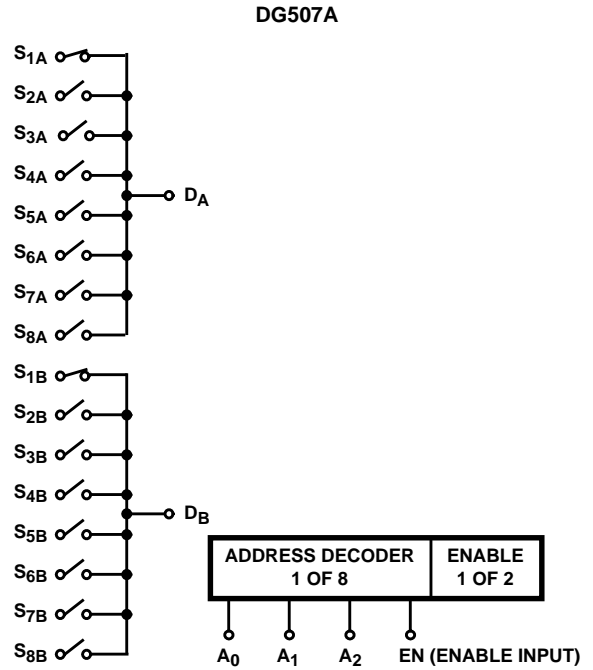 DG507A
S1A
S2A
S3A
S4A
DA
S5A
S6A
S7A
S8A
S1B
S2B
S3B
S4B
DB
S5B
S6B
S7B
S8B
ADDRESS DECODER
1 OF 8
ENABLE
1 OF 2
A0 A1 A2 EN (ENABLE INPUT)